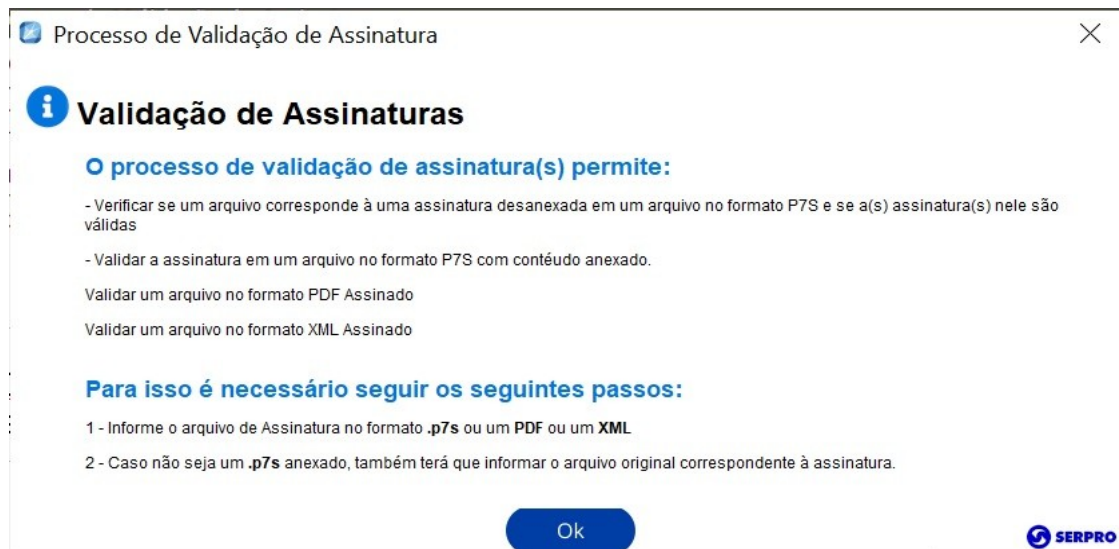 Processo de Validação de Assinatura
Validação de Assinaturas
O processo de validação de assinatura(s) permite:
- Verificar se um arquivo corresponde à uma assinatura desanexada em um arquivo no formato P7S e se a(s) assinatura(s) nele são
válidas
- Validar a assinatura em um arquivo no formato P7S com contéudo anexado.
Validar um arquivo no formato PDF Assinado
Validar um arquivo no formato XML Assinado
Para isso é necessário seguir os seguintes passos:
1 - Informe o arquivo de Assinatura no formato .p7s ou um PDF ou um XML
2 - Caso não seja um .p7s anexado, também terá que informar o arquivo original correspondente à assinatura.
Ok
SERPRO